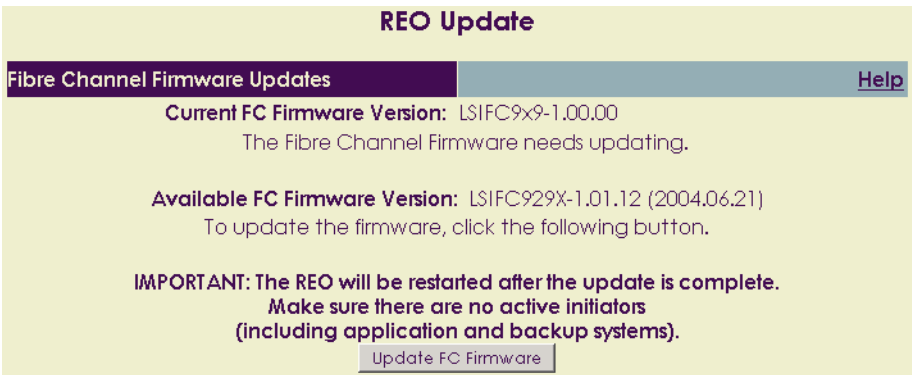 REO Update
Fibre Channel Firmware Updates Help
Current FC Firmware Version: LSIFC9x9-1.00.00
The Fibre Channel Firmware needs updating.
Available FC Firmware Version: LSIFC929X-1.01.12 (2004.06.21)
To update the firmware, click the following button.
IMPORTANT: The REO will be restarted after the update is complete.
Make sure there are no active initiators
(including application and backup systems).
Update FC Firmware